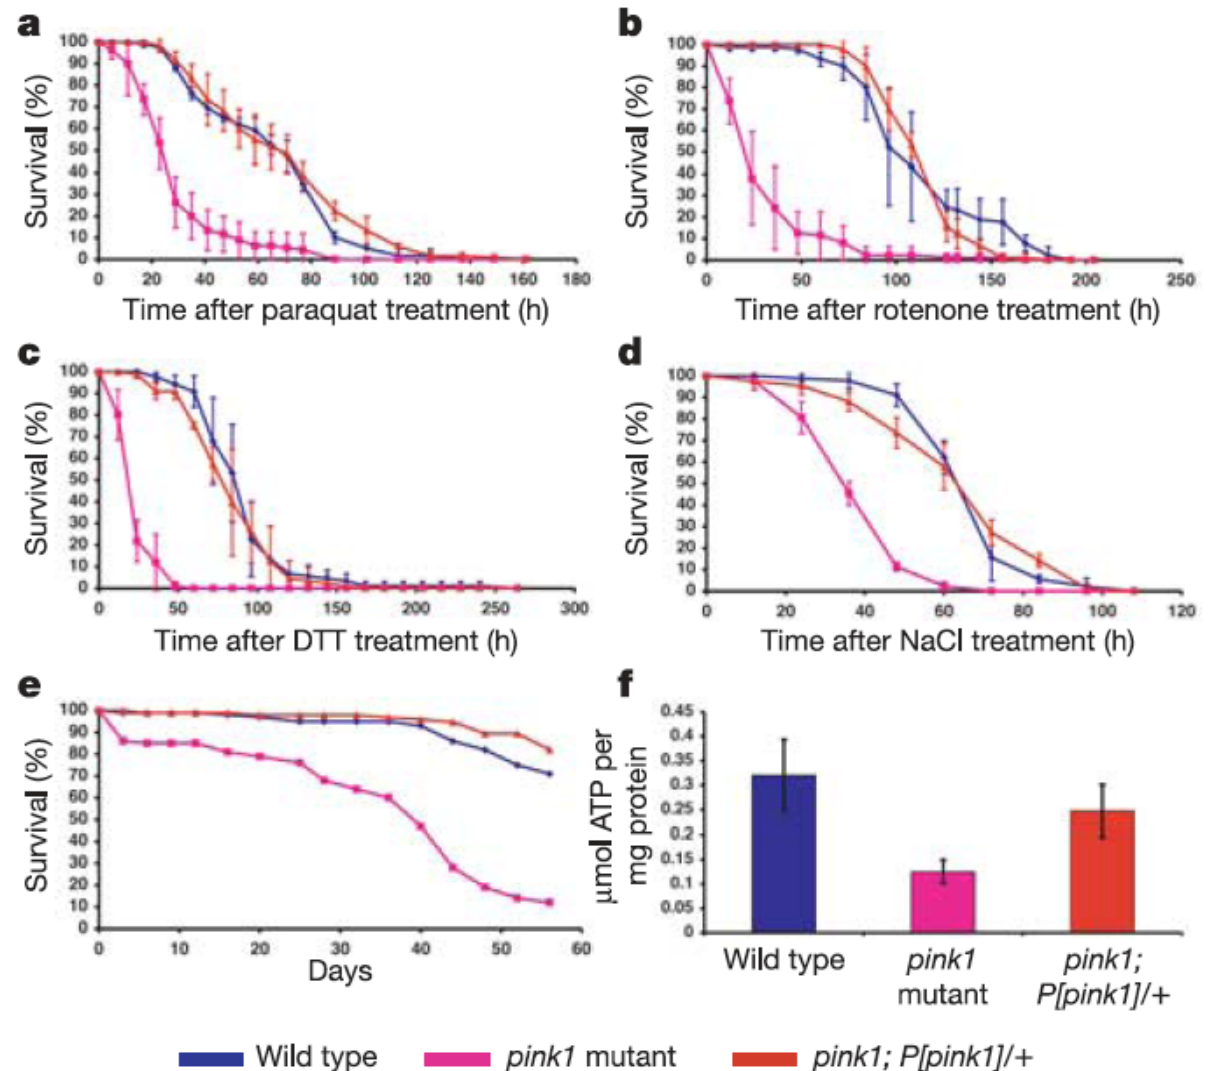 a
Survival (%)
100
90
80
70
60
50
40
30
20
10
0
0 20 40 60 80 100 120 140 160 180
Time after paraquat treatment (h)
b
Survival (%)
100
90
80
70
60
50
40
30
20
10
0
0 50 100 150 200 250
Time after rotenone treatment (h)
c
Survival (%)
100
90
80
70
60
50
40
30
20
10
0
0 50 100 150 200 250 300
Time after DTT treatment (h)
d
Survival (%)
100
90
80
70
60
50
40
30
20
10
0
0 20 40 60 80 100 120
Time after NaCl treatment (h)
e
Survival (%)
100
90
80
70
60
50
40
30
20
10
0
0 10 20 30 40 50 60
Days
f
µmol ATP per
mg protein
0.45
0.4
0.35
0.3
0.25
0.2
0.15
0.1
0.05
0
Wild type
pink1
mutant
pink1;
P[pink1]/+
Wild type pink1 mutant pink1; P[pink1]/+